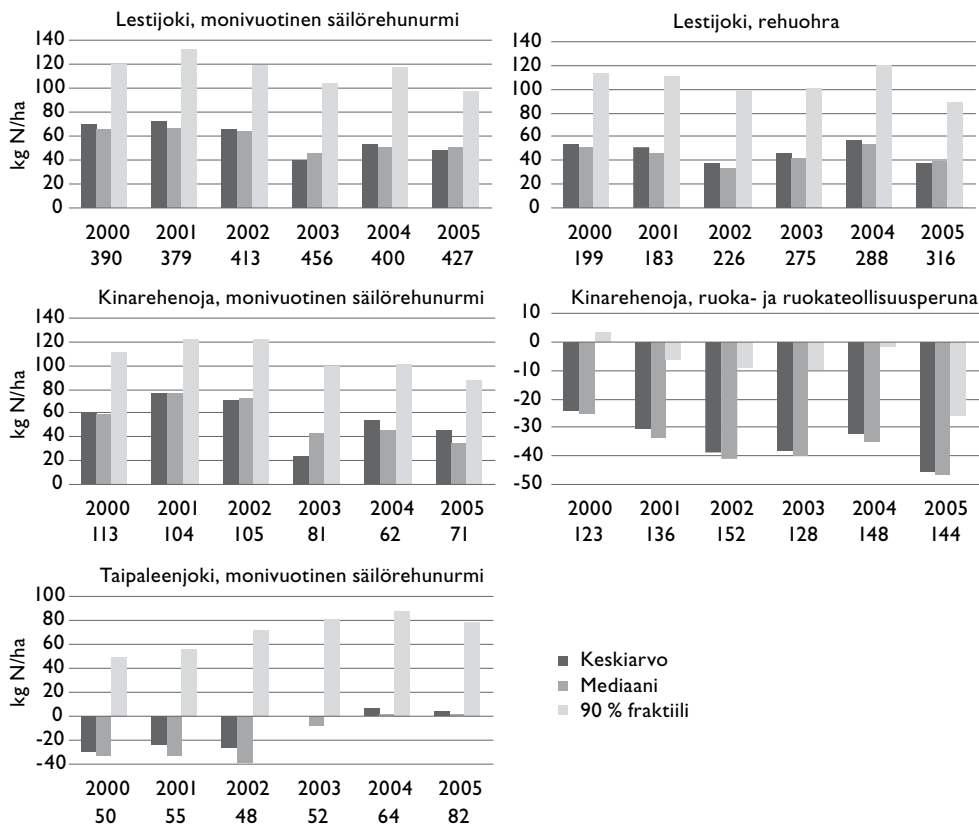 Lestijoki, monivuotinen säilörehunurmi
kg N/ha
140
120
100
80
60
40
20
0
2000 2001 2002 2003 2004 2005
390 379 413 456 400 427
Lestijoki, rehuohra
140
120
100
80
60
40
20
0
2000 2001 2002 2003 2004 2005
199 183 226 275 288 316
Kinarehenoja, monivuotinen säilörehunurmi
kg N/ha
140
120
100
80
60
40
20
0
2000 2001 2002 2003 2004 2005
113 104 105 81 62 71
Kinarehenoja, ruoka- ja ruokateollisuusperuna
10
0
-10
-20
-30
-40
-50
2000 2001 2002 2003 2004 2005
123 136 152 128 148 144
Taipaleenjoki, monivuotinen säilörehunurmi
kg N/ha
100
80
60
40
20
0
-20
-40
2000 2001 2002 2003 2004 2005
50 55 48 52 64 82
Keskiarvo
Mediaani
90 % fraktiili